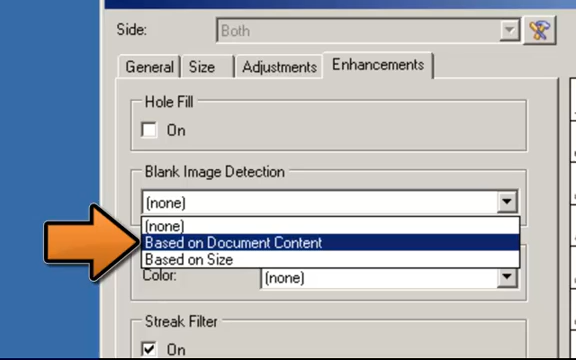 Side:
Both
General
Size
Adjustments
Enhancements
Hole Fill
On
Blank Image Detection
(none)
(none)
Based on Document Content
Based on Size
Color:
(none)
Streak Filter
On